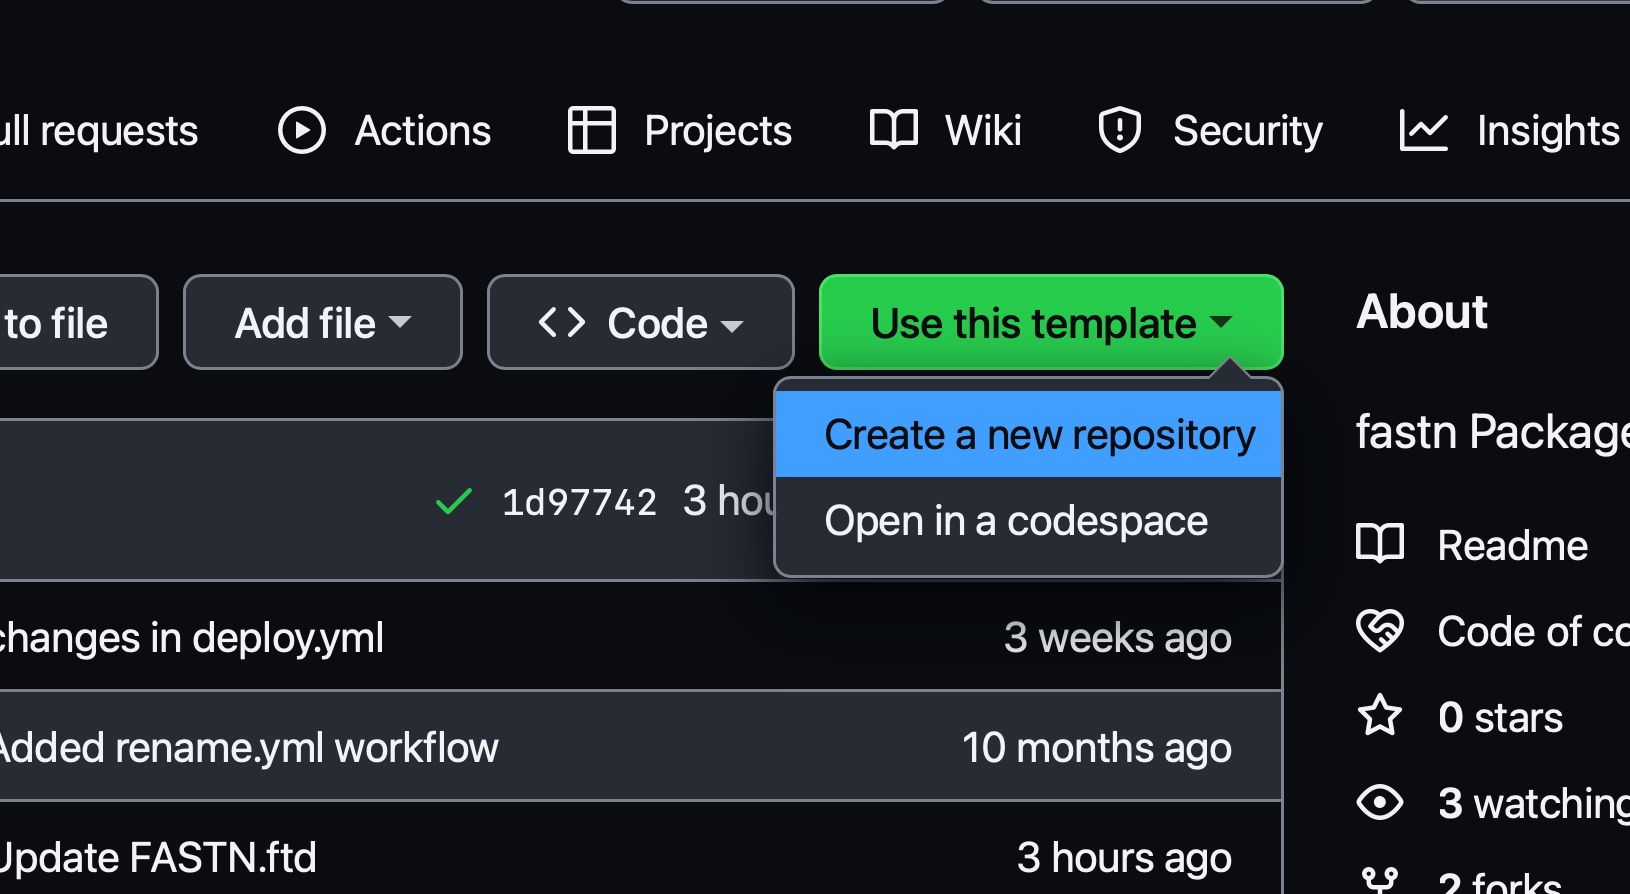 ull requests Actions Projects Wiki Security Insights
to file Add file Code Use this template About
Create a new repository
fastn Package
1d97742 3 hou
Open in a codespace
Readme
changes in deploy.yml 3 weeks ago
Code of co
0 stars
Added rename.yml workflow 10 months ago
3 watching
Update FASTN.ftd 3 hours ago
2 forks